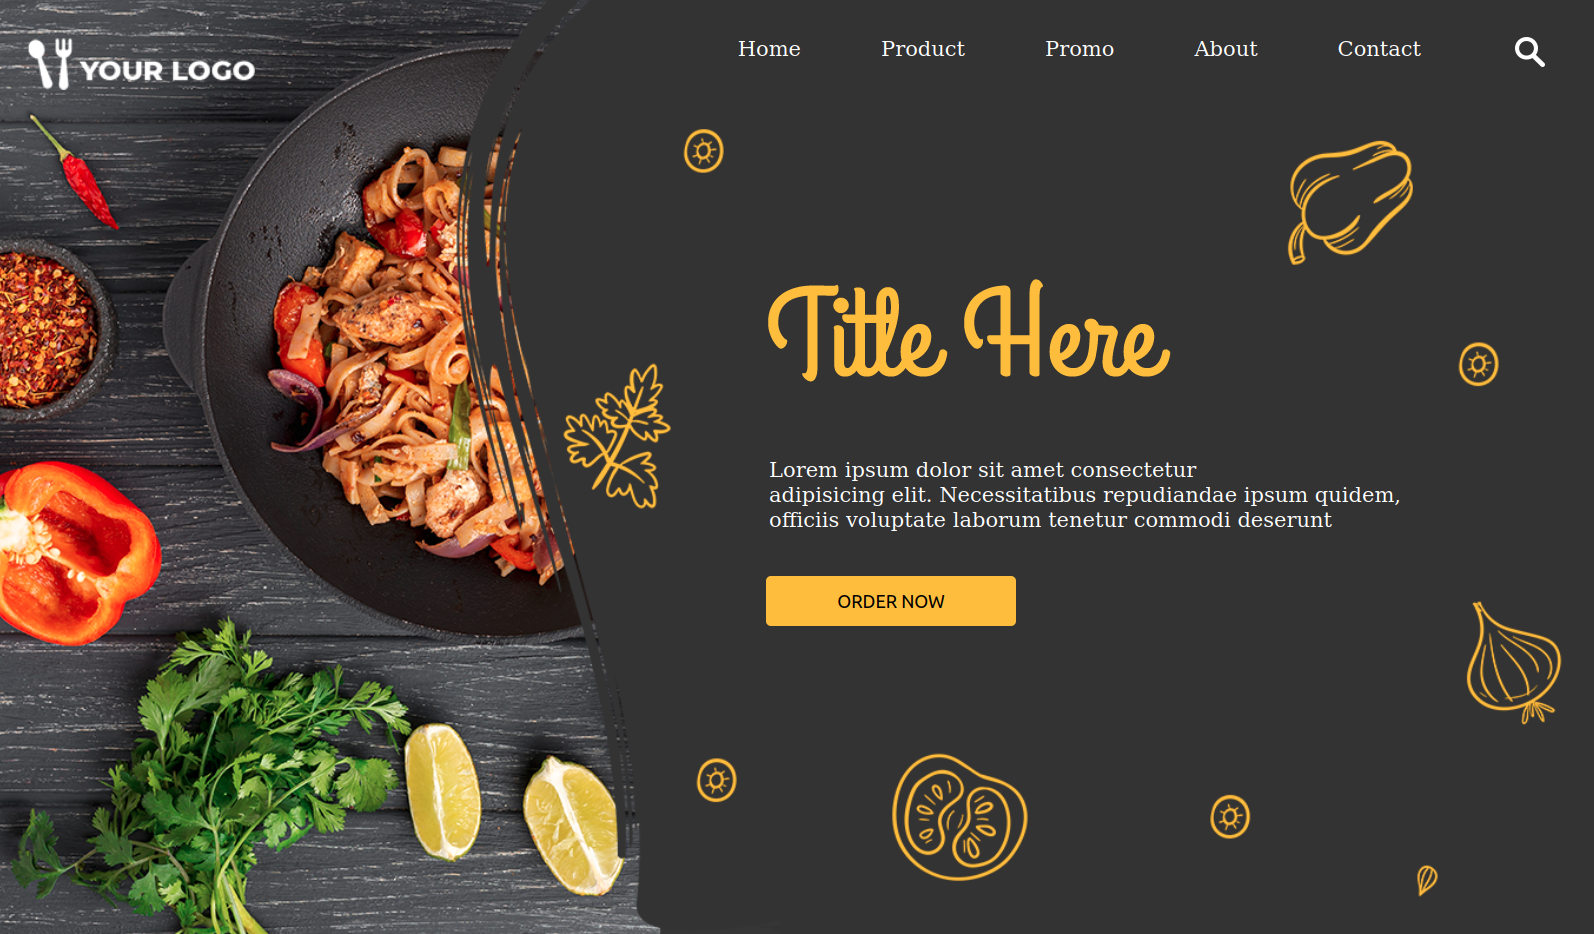 YOUR LOGO
Home Product Promo About Contact
Title Here
Lorem ipsum dolor sit amet consectetur
adipisicing elit. Necessitatibus repudiandae ipsum quidem,
officiis voluptate laborum tenetur commodi deserunt
ORDER NOW